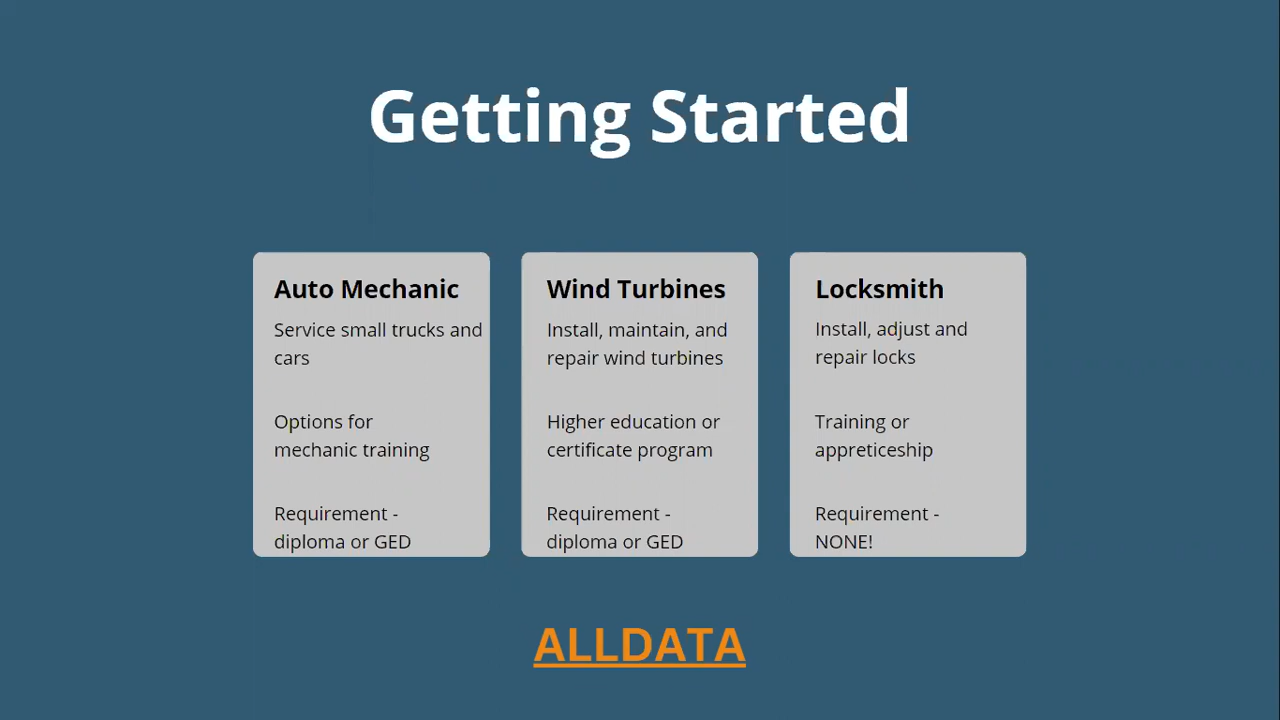 Getting Started
Auto Mechanic
Service small trucks and
cars
Options for
mechanic training
Requirement -
diploma or GED
Wind Turbines
Install, maintain, and
repair wind turbines
Higher education or
certificate program
Requirement -
diploma or GED
Locksmith
Install, adjust and
repair locks
Training or
appreticeship
Requirement -
NONE!
ALLDATA